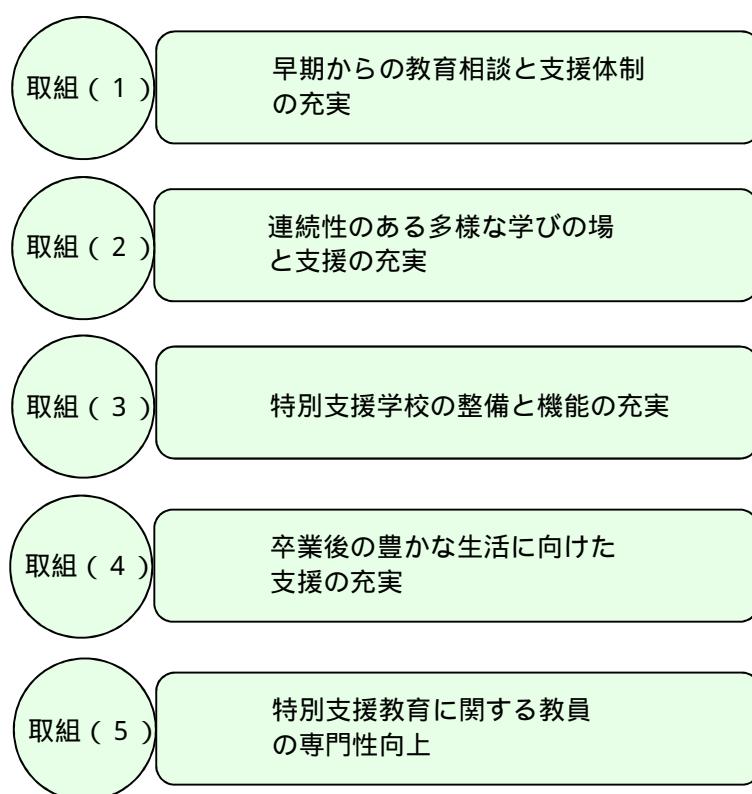 取組(1)
早期からの教育相談と支援体制
の充実
取組(2)
連続性のある多様な学びの場
と支援の充実
取組(3)
特別支援学校の整備と機能の充実
取組(4)
卒業後の豊かな生活に向けた
支援の充実
取組(5)
特別支援教育に関する教員
の専門性向上